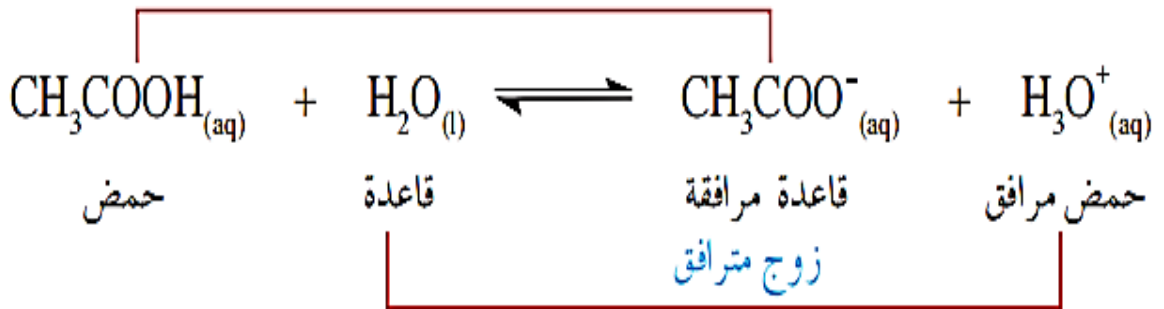 CH₃COOH(aq) + H₂O(l) ⇌ CH₃COO⁻(aq) + H₃O⁺(aq)
حمض قاعدة قاعدة مرافقة حمض مرافق
زوج مترافق